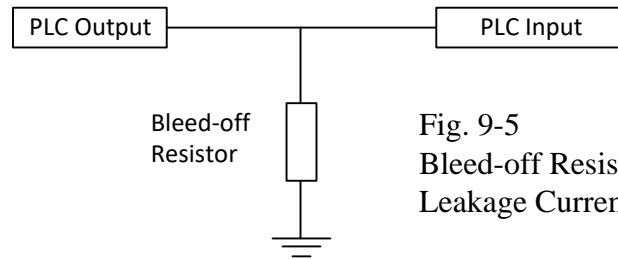 PLC Output
PLC Input
Bleed-off
Resistor
Fig. 9-5
Bleed-off Resis
Leakage Curren